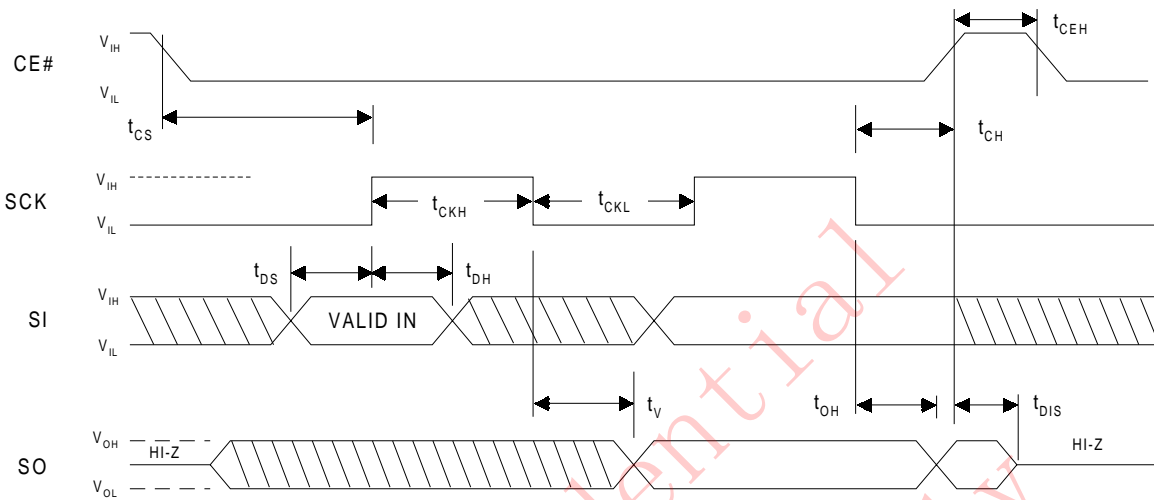 CE#
V_IH
V_IL
t_CS
t_CEH
t_CH
SCK
V_IH
V_IL
t_CKH
t_CKL
t_DS
t_DH
SI
V_IH
V_IL
VALID IN
t_V
t_OH
t_DIS
SO
V_OH
HI-Z
V_OL
HI-Z